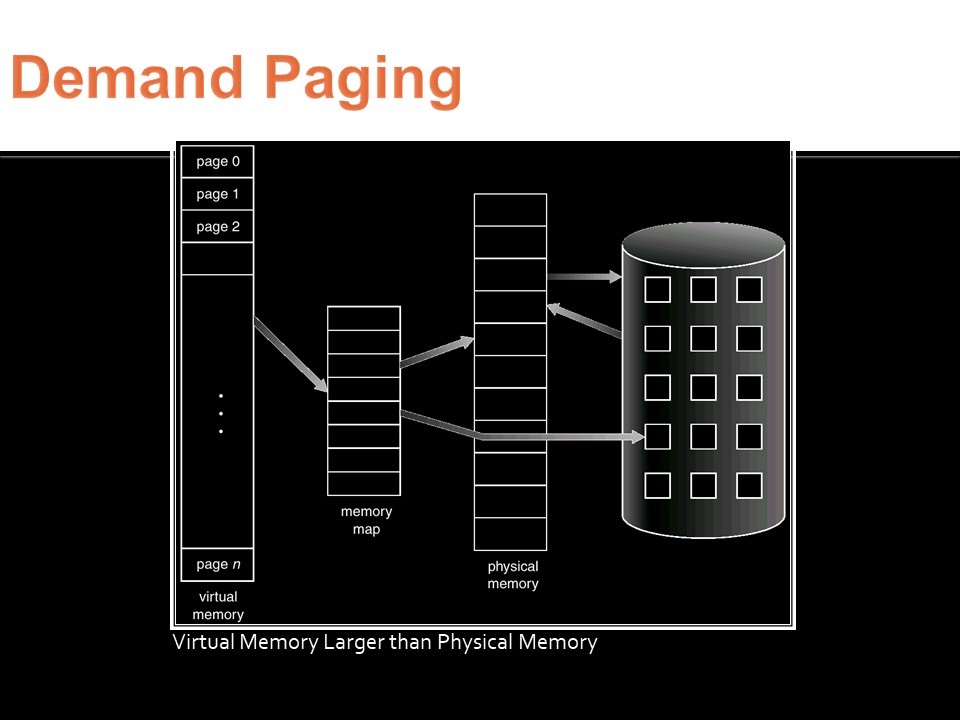 Demand Paging
page 0
page 1
page 2
page n
virtual
memory
memory
map
physical
memory
Virtual Memory Larger than Physical Memory